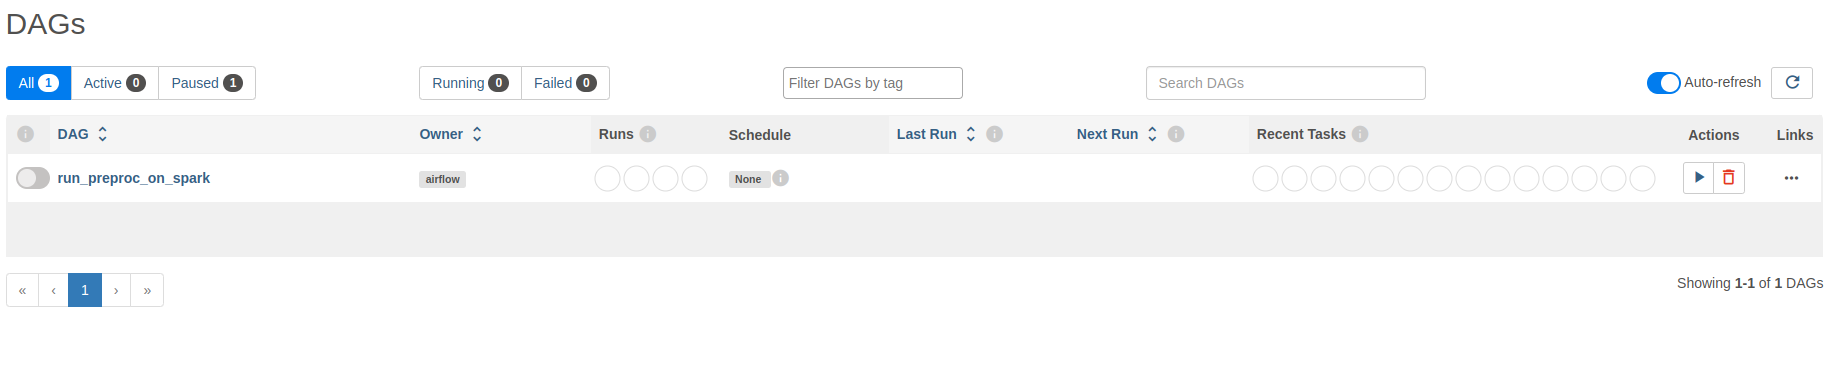 DAGs
All 1 Active 0 Paused 1 Running 0 Failed 0 Filter DAGs by tag Search DAGs Auto-refresh
DAG Owner Runs Schedule Last Run Next Run Recent Tasks Actions Links
run_preproc_on_spark airflow None ...
« ‹ 1 › » Showing 1-1 of 1 DAGs